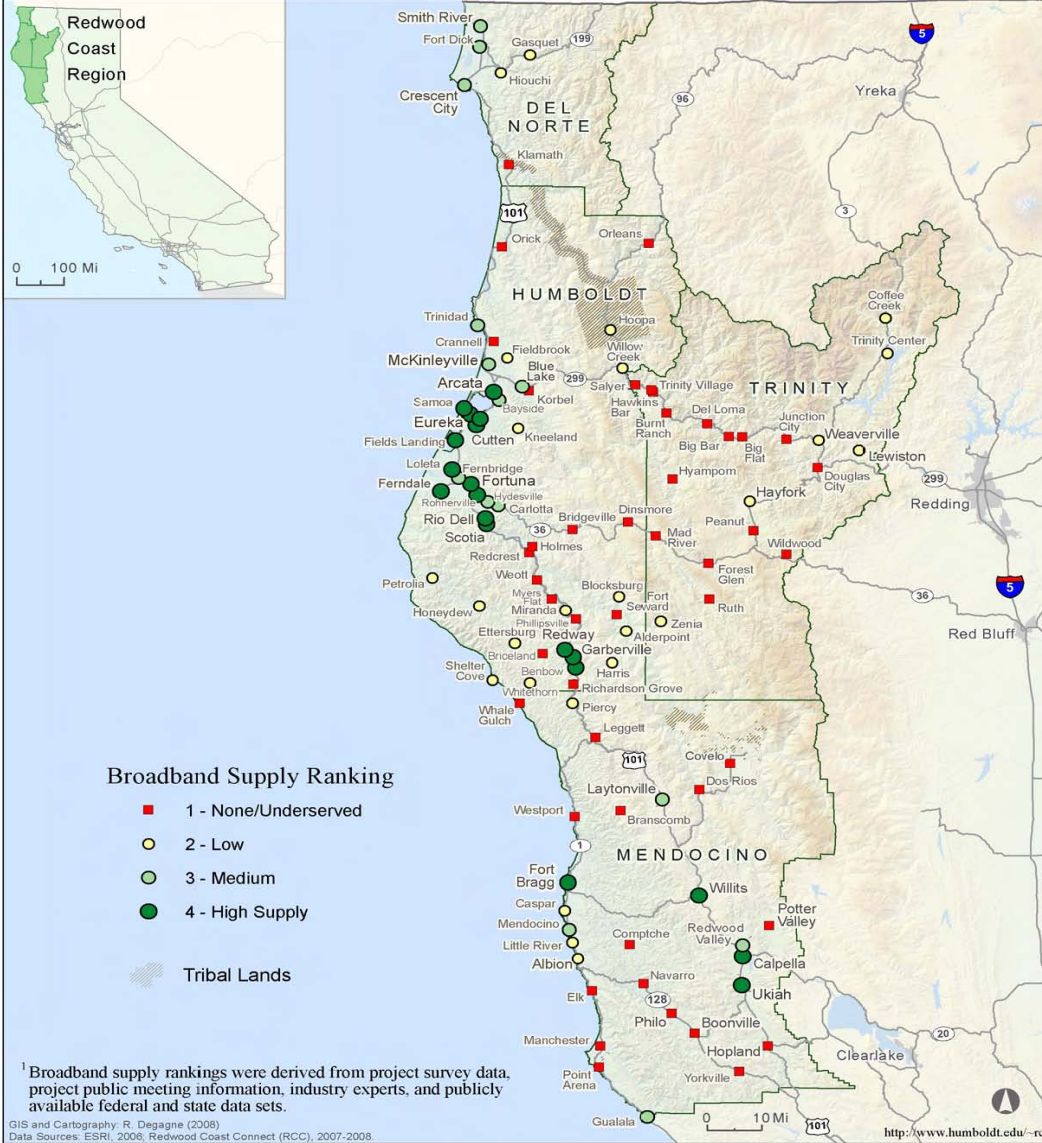 Redwood
Coast
Region
0 100 Mi
Smith River
Fort Dick
Gasquet
199
Hiouchi
Crescent
City
DEL
NORTE
Klamath
101
5
Yreka
96
3
Orick
Orleans
HUMBOLDT
Hoopa
Coffee
Creek
Trinity Center
Trinidad
Crannell
Fieldbrook
Willow
Creek
McKinleyville
Blue
Lake
299
Salyer
Trinity Village
TRINITY
Arcata
Korbel
Hawkins
Bar
Samoa
Bayside
Burnt
Ranch
Del Loma
Junction
City
Eureka
Cutten
Kneeland
Big Bar
Big
Flat
Weaverville
Fields Landing
Lewiston
Loleta
Fernbridge
Hyampom
Douglas
City
299
Ferndale
Fortuna
Redding
Rohnerville
Hydesville
Hayfork
Carlotta
Rio Dell
Bridgeville
Dinsmore
Peanut
Scotia
36
Mad
River
Wildwood
Holmes
Redcrest
Forest
Glen
Weott
5
Petrolia
Blocksburg
36
Myers
Flat
Fort
Seward
Ruth
Honeydew
Miranda
Phillipsville
Zenia
Red Bluff
Ettersburg
Redway
Alderpoint
Briceland
Garberville
Shelter
Cove
Benbow
Harris
Whitethorn
Richardson Grove
Whale
Gulch
Piercy
Leggett
101
Covelo
Dos Rios
Laytonville
Westport
Branscomb
1
MENDOCINO
Fort
Bragg
Willits
Caspar
Potter
Valley
Mendocino
Redwood
Valley
Comptche
Little River
Albion
Calpella
Navarro
Elk
Ukiah
128
Philo
Boonville
20
Manchester
Hopland
Clearlake
Point
Arena
Yorkville
Gualala
0 10 Mi
101
Broadband Supply Ranking
1 - None/Underserved
2 - Low
3 - Medium
4 - High Supply
Tribal Lands
1 Broadband supply rankings were derived from project survey data,
project public meeting information, industry experts, and publicly
available federal and state data sets.
GIS and Cartography: R. Degagne (2008)
Data Sources: ESRI, 2006; Redwood Coast Connect (RCC), 2007-2008.
http://www.humboldt.edu/~ro